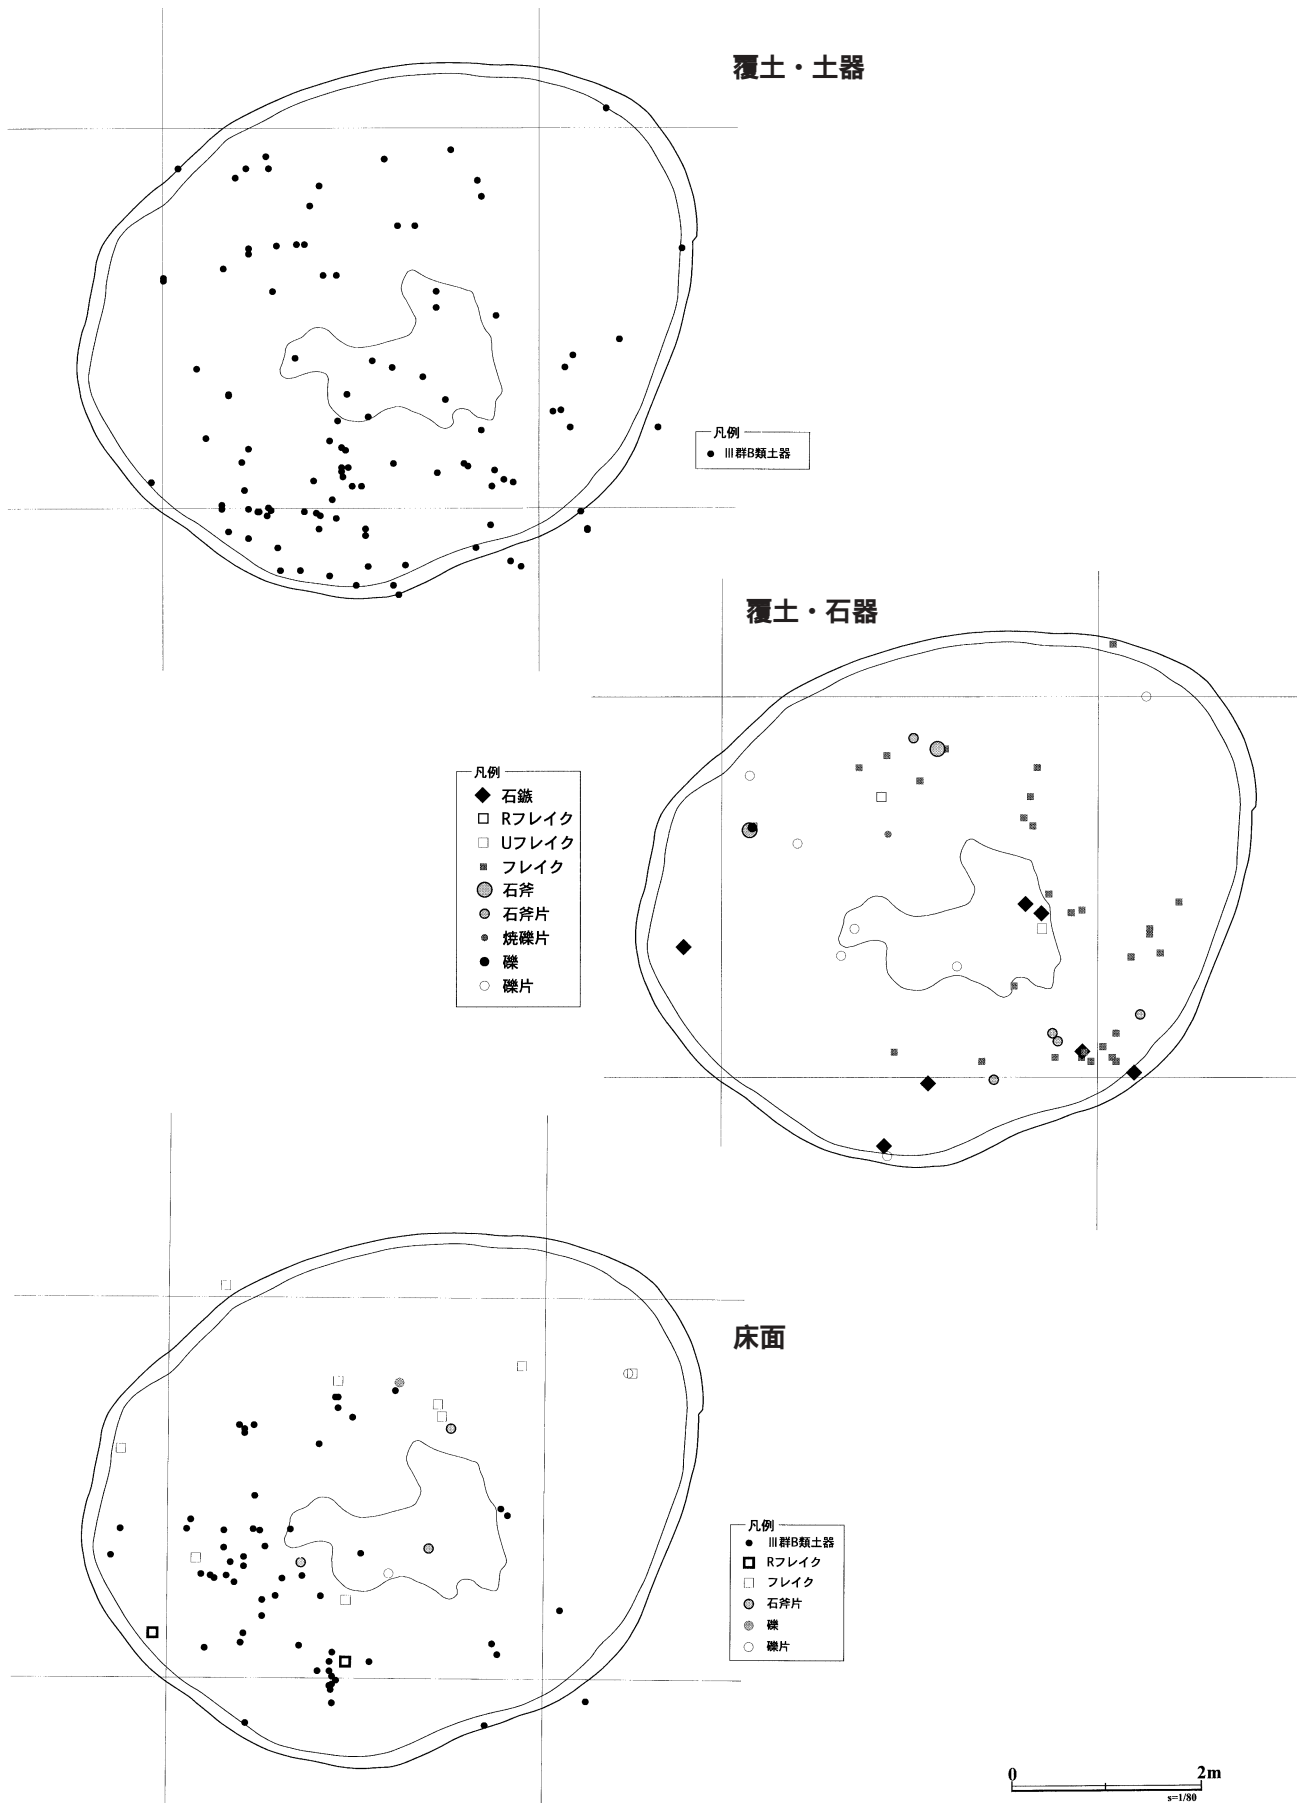 覆土・土器
凡例
Ⅲ群B類土器
覆土・石器
凡例
石鏃
Rフレイク
Uフレイク
フレイク
石斧
石斧片
焼礫片
礫
礫片
床面
凡例
Ⅲ群B類土器
Rフレイク
フレイク
石斧片
礫
礫片
0 2m
s=1/80